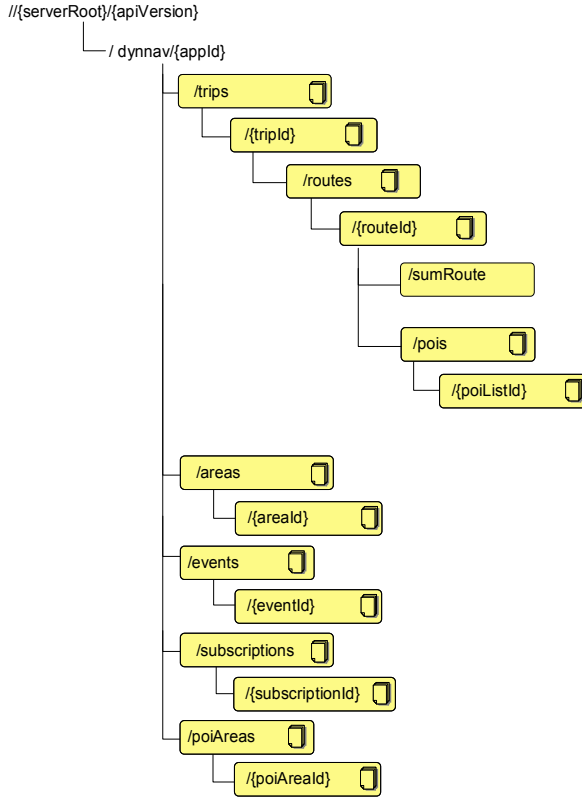 //{serverRoot}/{apiVersion}
/ dynnav/{appId}
/trips
/{tripId}
/routes
/{routeId}
/sumRoute
/pois
/{poiListId}
/areas
/{areaId}
/events
/{eventId}
/subscriptions
/{subscriptionId}
/poiAreas
/{poiAreaId}